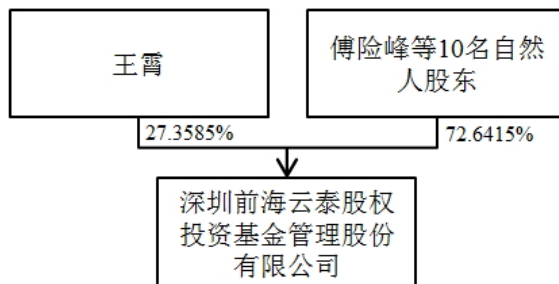 王霄
傅险峰等10名自然
人股东
27.3585%
72.6415%
深圳前海云泰股权
投资基金管理股份
有限公司